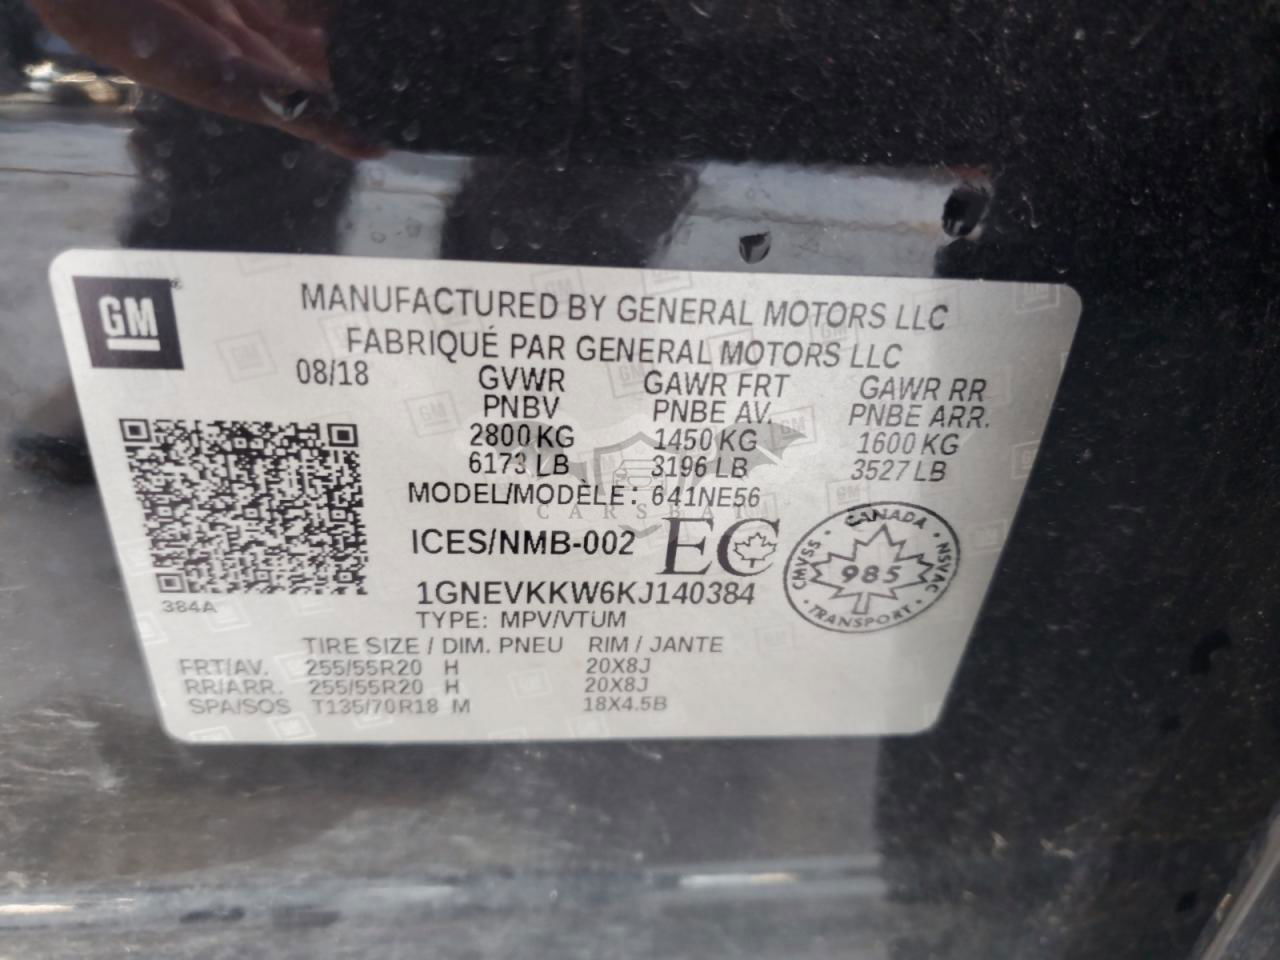 GM
MANUFACTURED BY GENERAL MOTORS LLC
FABRIQUÉ PAR GENERAL MOTORS LLC
08/18 GVWR GAWR FRT GAWR RR
PNBV PNBE AV. PNBE ARR.
2800 KG 1450 KG 1600 KG
6173 LB 3196 LB 3527 LB
MODEL/MODÈLE: 641NE56
CARSBAT
ICES/NMB-002 EC
1GNEVKKW6KJ140384
CANADA
CMVSS 985 NSVAC
TRANSPORT
384A
TYPE: MPV/VTUM
TIRE SIZE / DIM. PNEU RIM / JANTE
FRT/AV. 255/55R20 H 20X8J
RR/ARR. 255/55R20 H 20X8J
SPA/SOS T135/70R18 M 18X4.5B